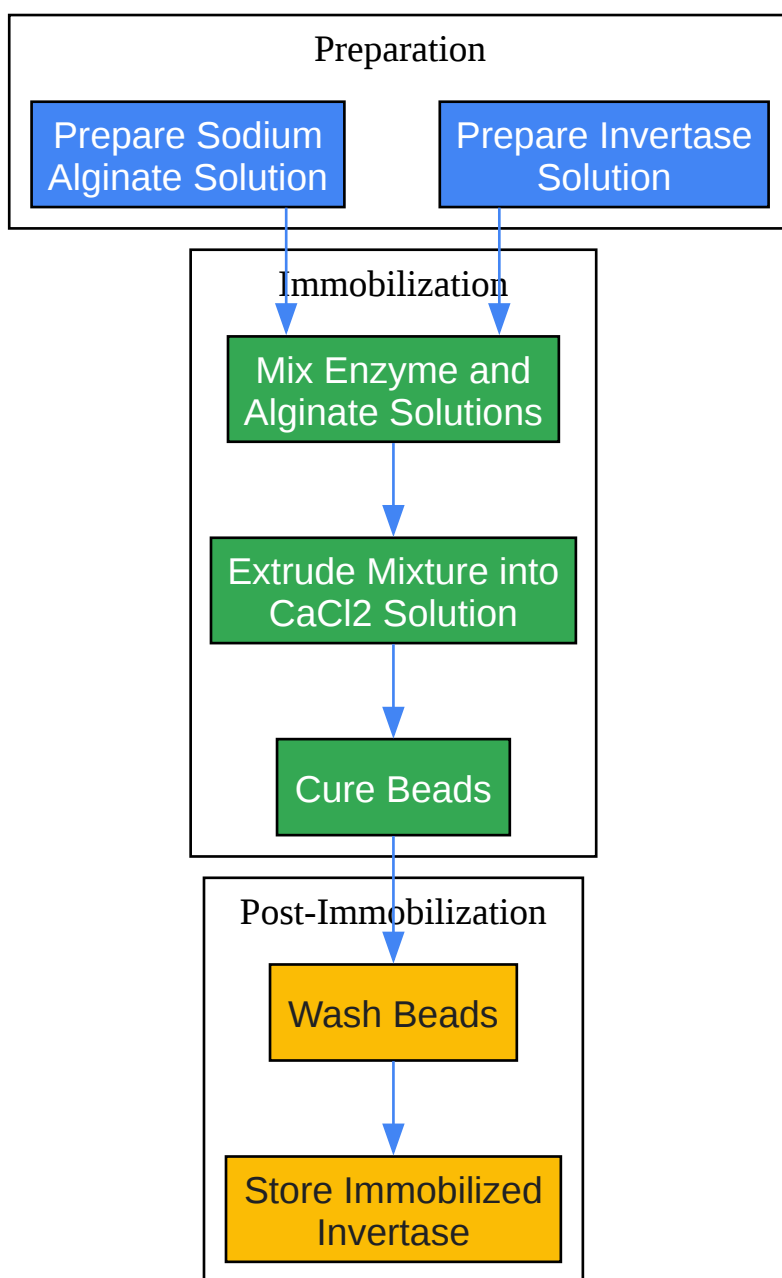 Preparation
Prepare Sodium
Alginate Solution
Prepare Invertase
Solution
Immobilization
Mix Enzyme and
Alginate Solutions
Extrude Mixture into
CaCl2 Solution
Cure Beads
Post-Immobilization
Wash Beads
Store Immobilized
Invertase